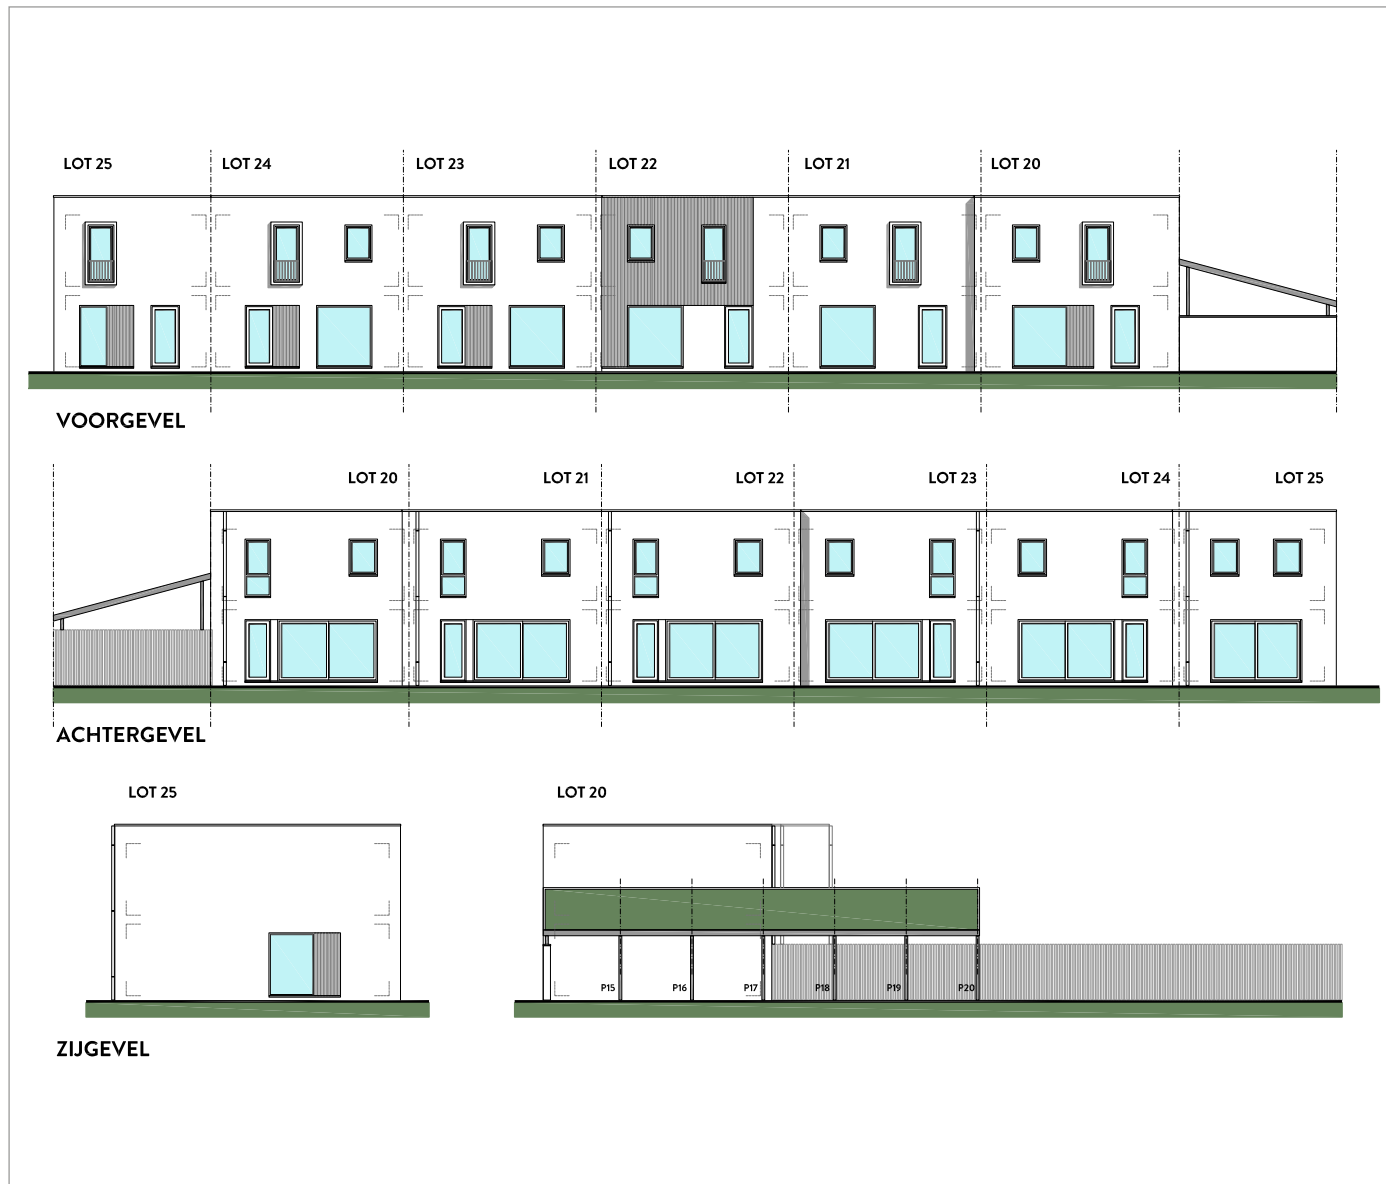 LOT 25 LOT 24 LOT 23 LOT 22 LOT 21 LOT 20
VOORGEVEL
LOT 20 LOT 21 LOT 22 LOT 23 LOT 24 LOT 25
ACHTERGEVEL
LOT 25 LOT 20
P15 P16 P17 P18 P19 P20
ZIJGEVEL